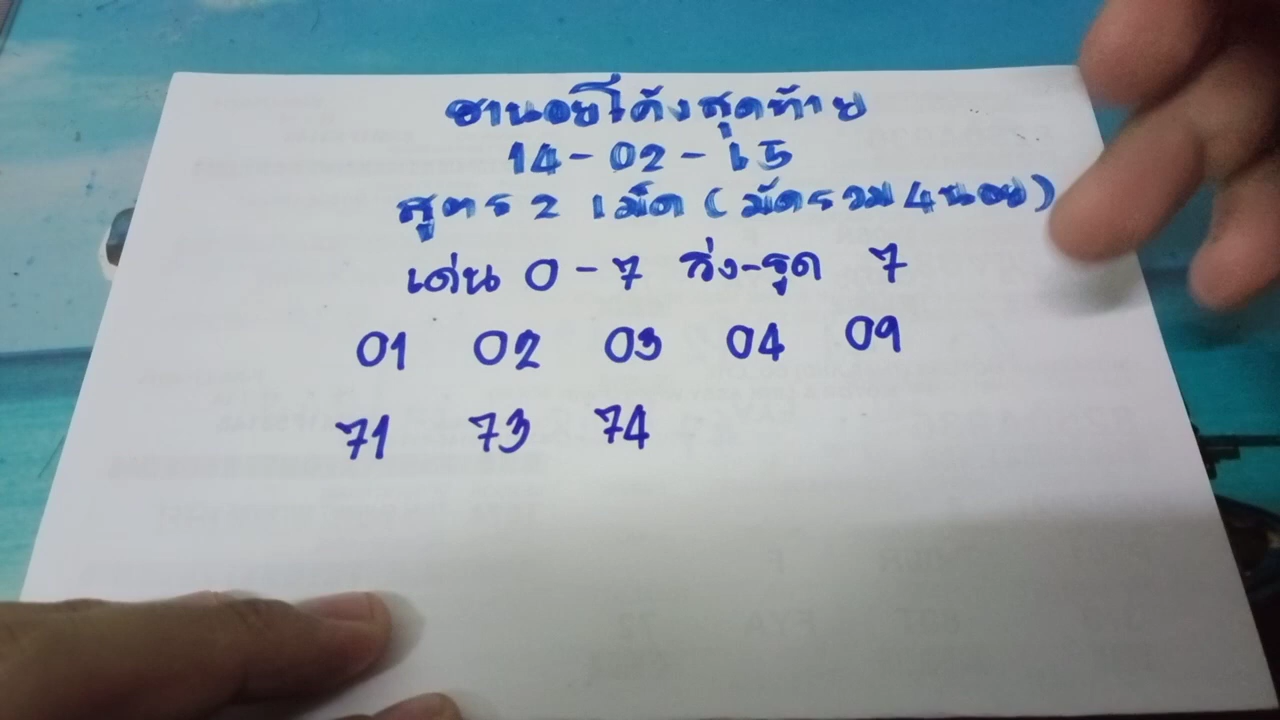 ฮานอยโค้งสุดท้าย
14-02-65
สูตร 2 เม็ด (มัดรวม 4 นอย)
เด่น 0-7 วิ่ง-รูด 7
01 02 03 04 09
71 73 74